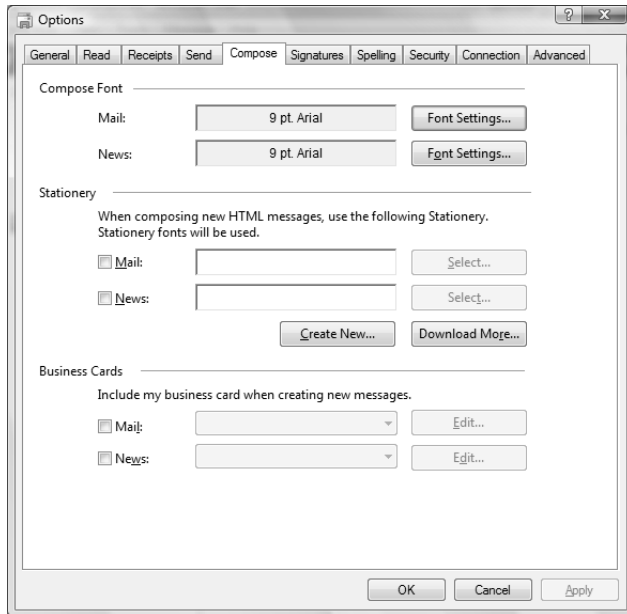 Options
General Read Receipts Send Compose Signatures Spelling Security Connection Advanced
Compose Font
Mail: 9 pt. Arial Font Settings...
News: 9 pt. Arial Font Settings...
Stationery
When composing new HTML messages, use the following Stationery.
Stationery fonts will be used.
Mail: Select...
News: Select...
Create New... Download More...
Business Cards
Include my business card when creating new messages.
Mail: Edit...
News: Edit...
OK Cancel Apply